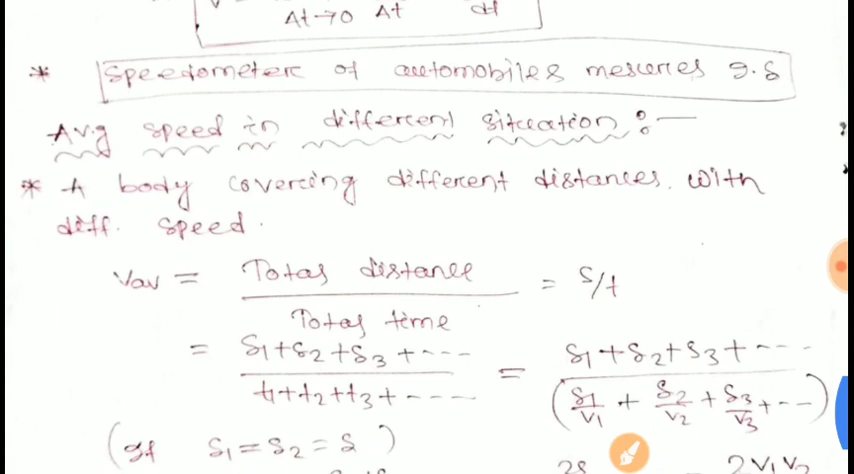 Δt→0 Δt dt
* Speedometer of automobiles mesures I.S
Avg speed in different situation :—
* A body covering different distances. with
diff. speed.
Vav = Total distance / Total time = S/t
= S1+S2+S3+---- / t1+t2+t3+----- = S1+S2+S3+---- / (S1/V1 + S2/V2 + S3/V3 + ---)
(If S1=S2=S)
2S 2V1V2